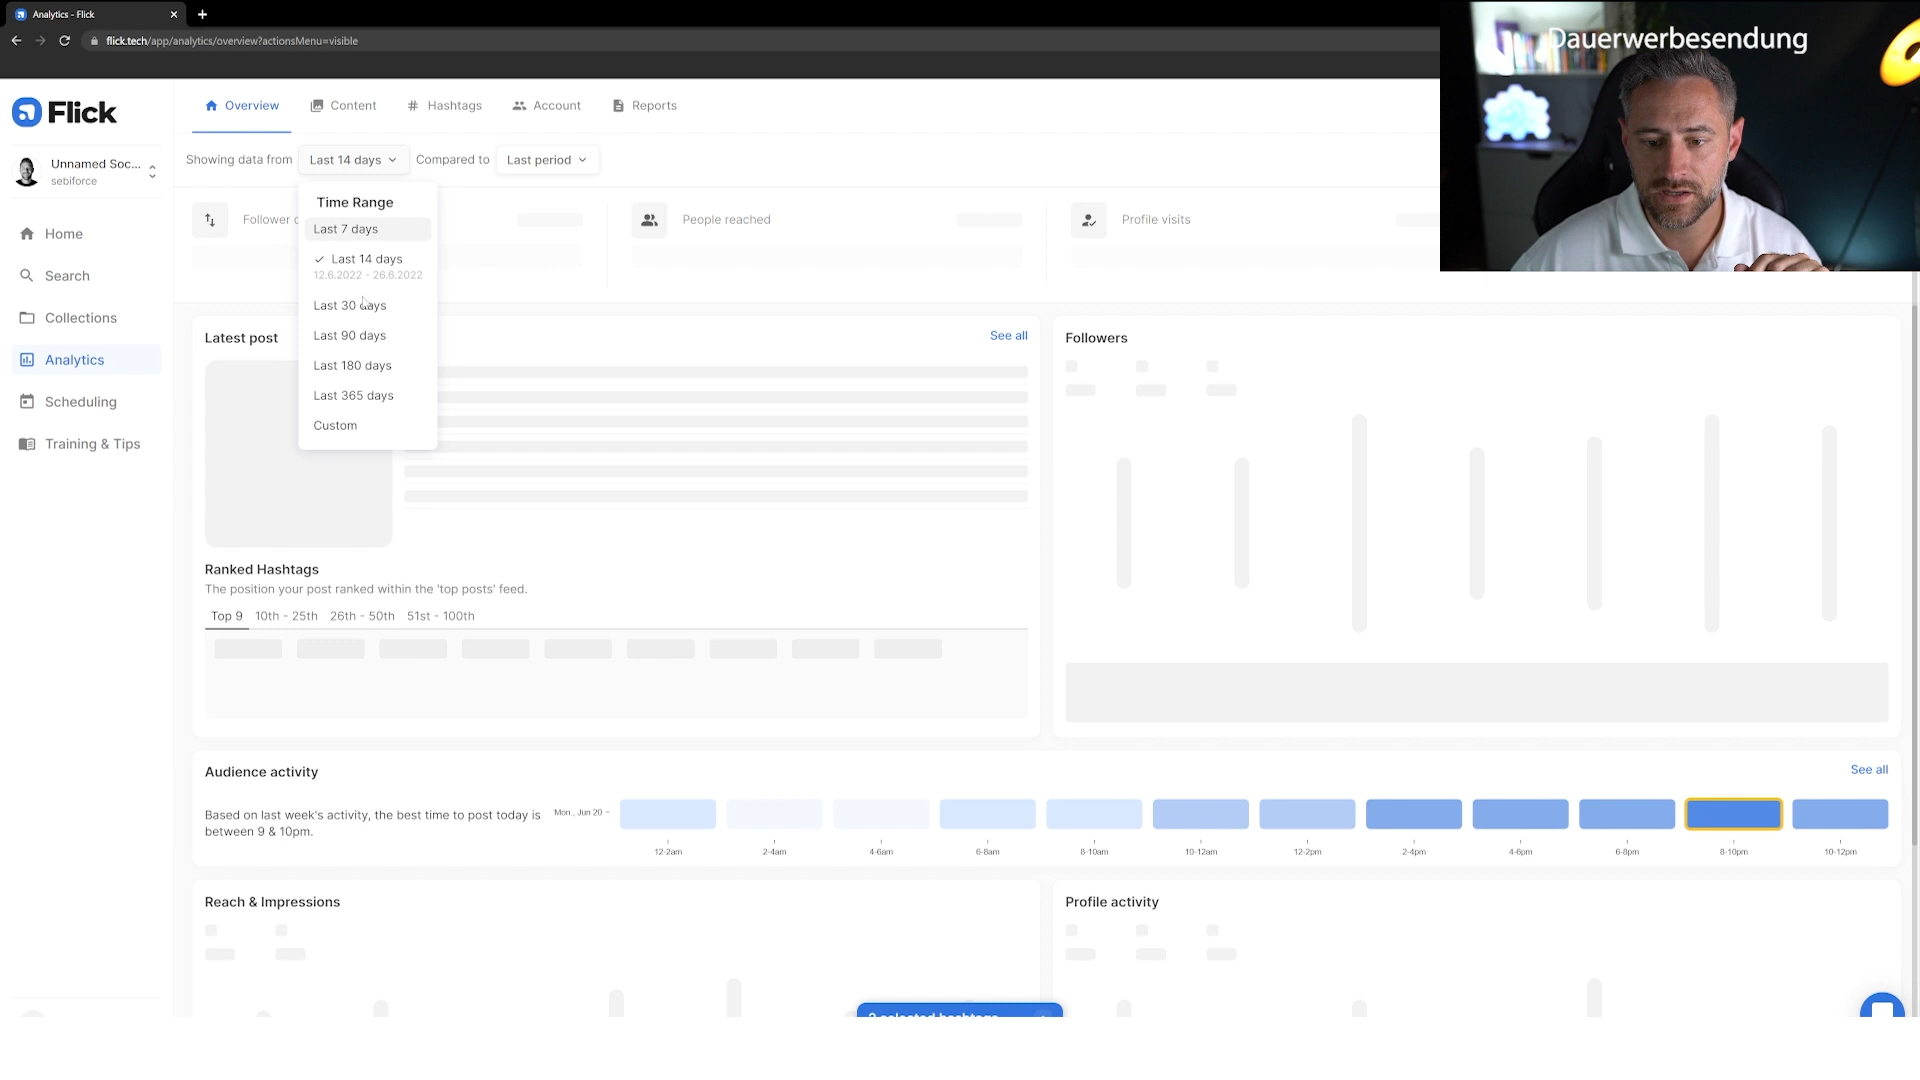 Analytics - Flick
flick.tech/app/analytics/overview?actionsMenu=visible
Dauerwerbesendung
Flick
Overview
Content
Hashtags
Account
Reports
Unnamed Soc...
sebiforce
Showing data from
Last 14 days
Compared to
Last period
Home
Search
Collections
Analytics
Scheduling
Training & Tips
Time Range
Last 7 days
Last 14 days
12.6.2022 - 26.6.2022
Last 30 days
Last 90 days
Last 180 days
Last 365 days
Custom
Follower
People reached
Profile visits
Latest post
See all
Followers
Ranked Hashtags
The position your post ranked within the 'top posts' feed.
Top 9
10th - 25th
26th - 50th
51st - 100th
Audience activity
See all
Based on last week's activity, the best time to post today is
between 9 & 10pm.
Mon., Jun 20
12-2am
2-4am
4-6am
6-8am
8-10am
10-12am
12-2pm
2-4pm
4-6pm
6-8pm
8-10pm
10-12pm
Reach & Impressions
Profile activity
selected hashtags